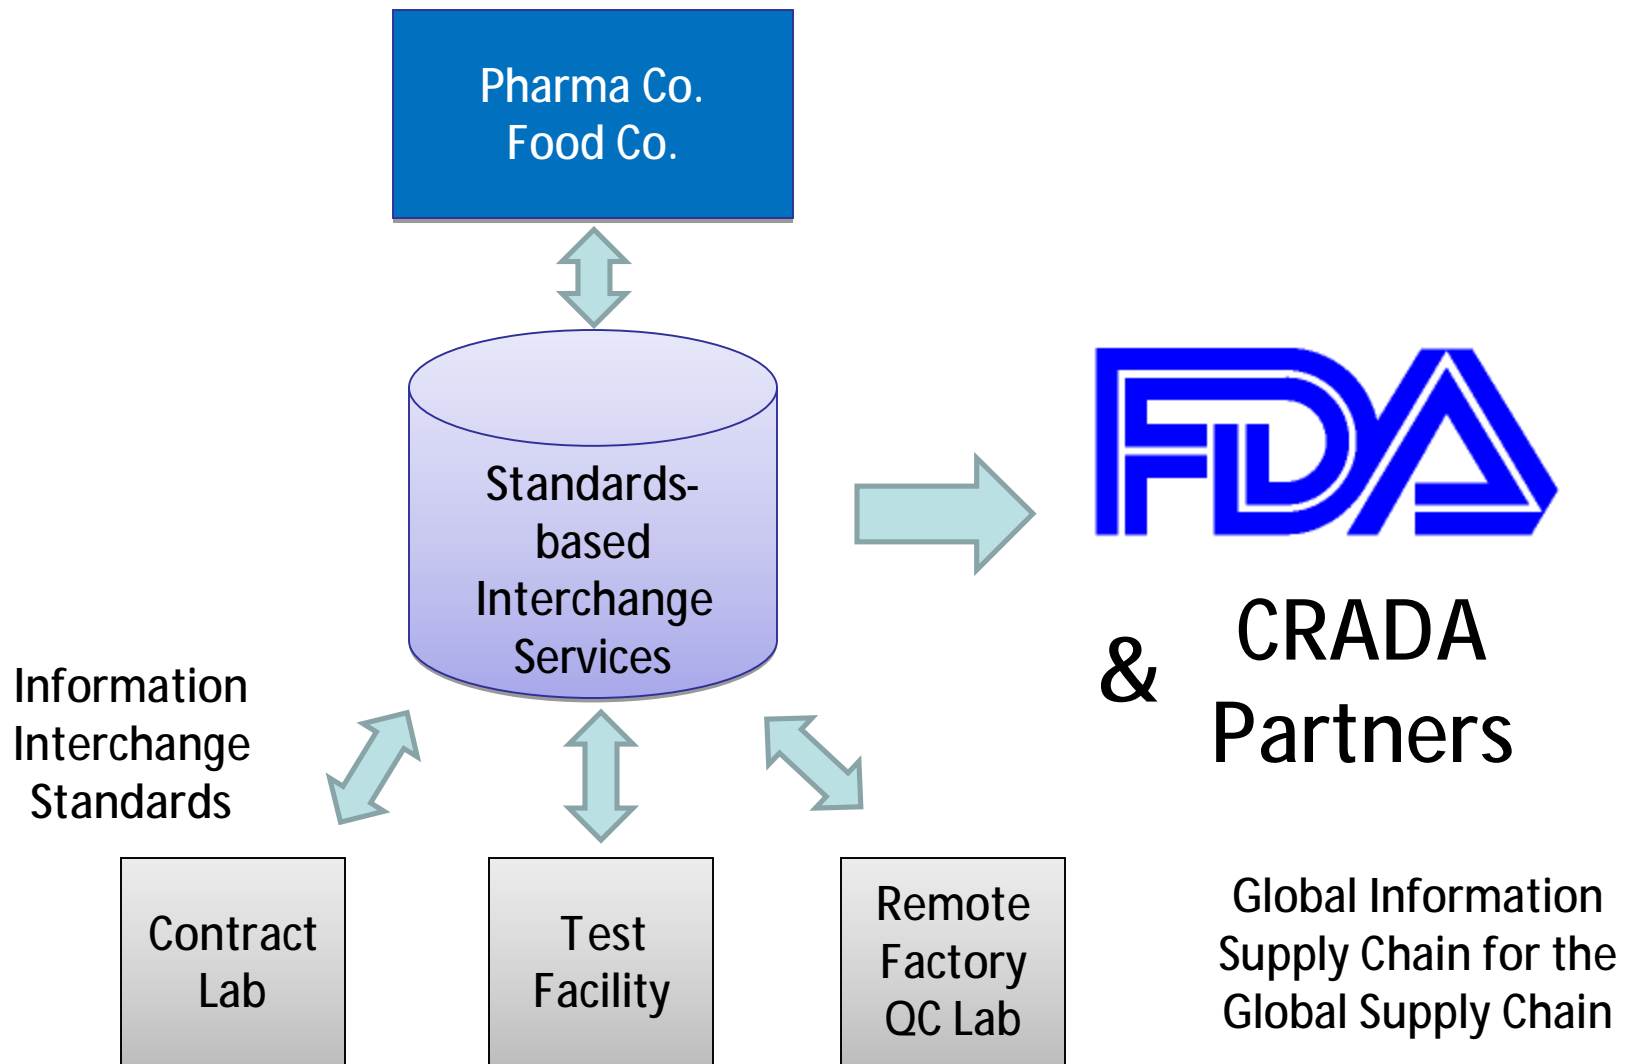 Pharma Co.
Food Co.
Standards-
based
Interchange
Services
FDA
& CRADA
Partners
Information
Interchange
Standards
Contract
Lab
Test
Facility
Remote
Factory
QC Lab
Global Information
Supply Chain for the
Global Supply Chain